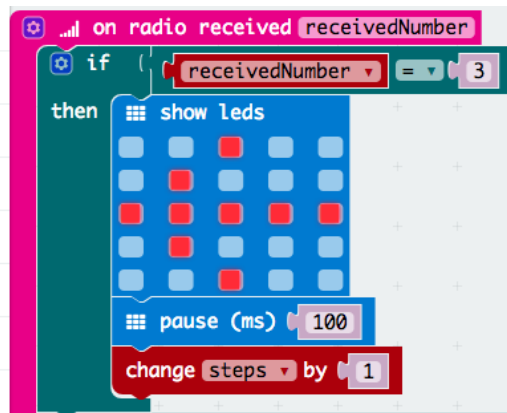 on radio received receivedNumber
if ( receivedNumber = 3
then show leds
pause (ms) 100
change steps by 1